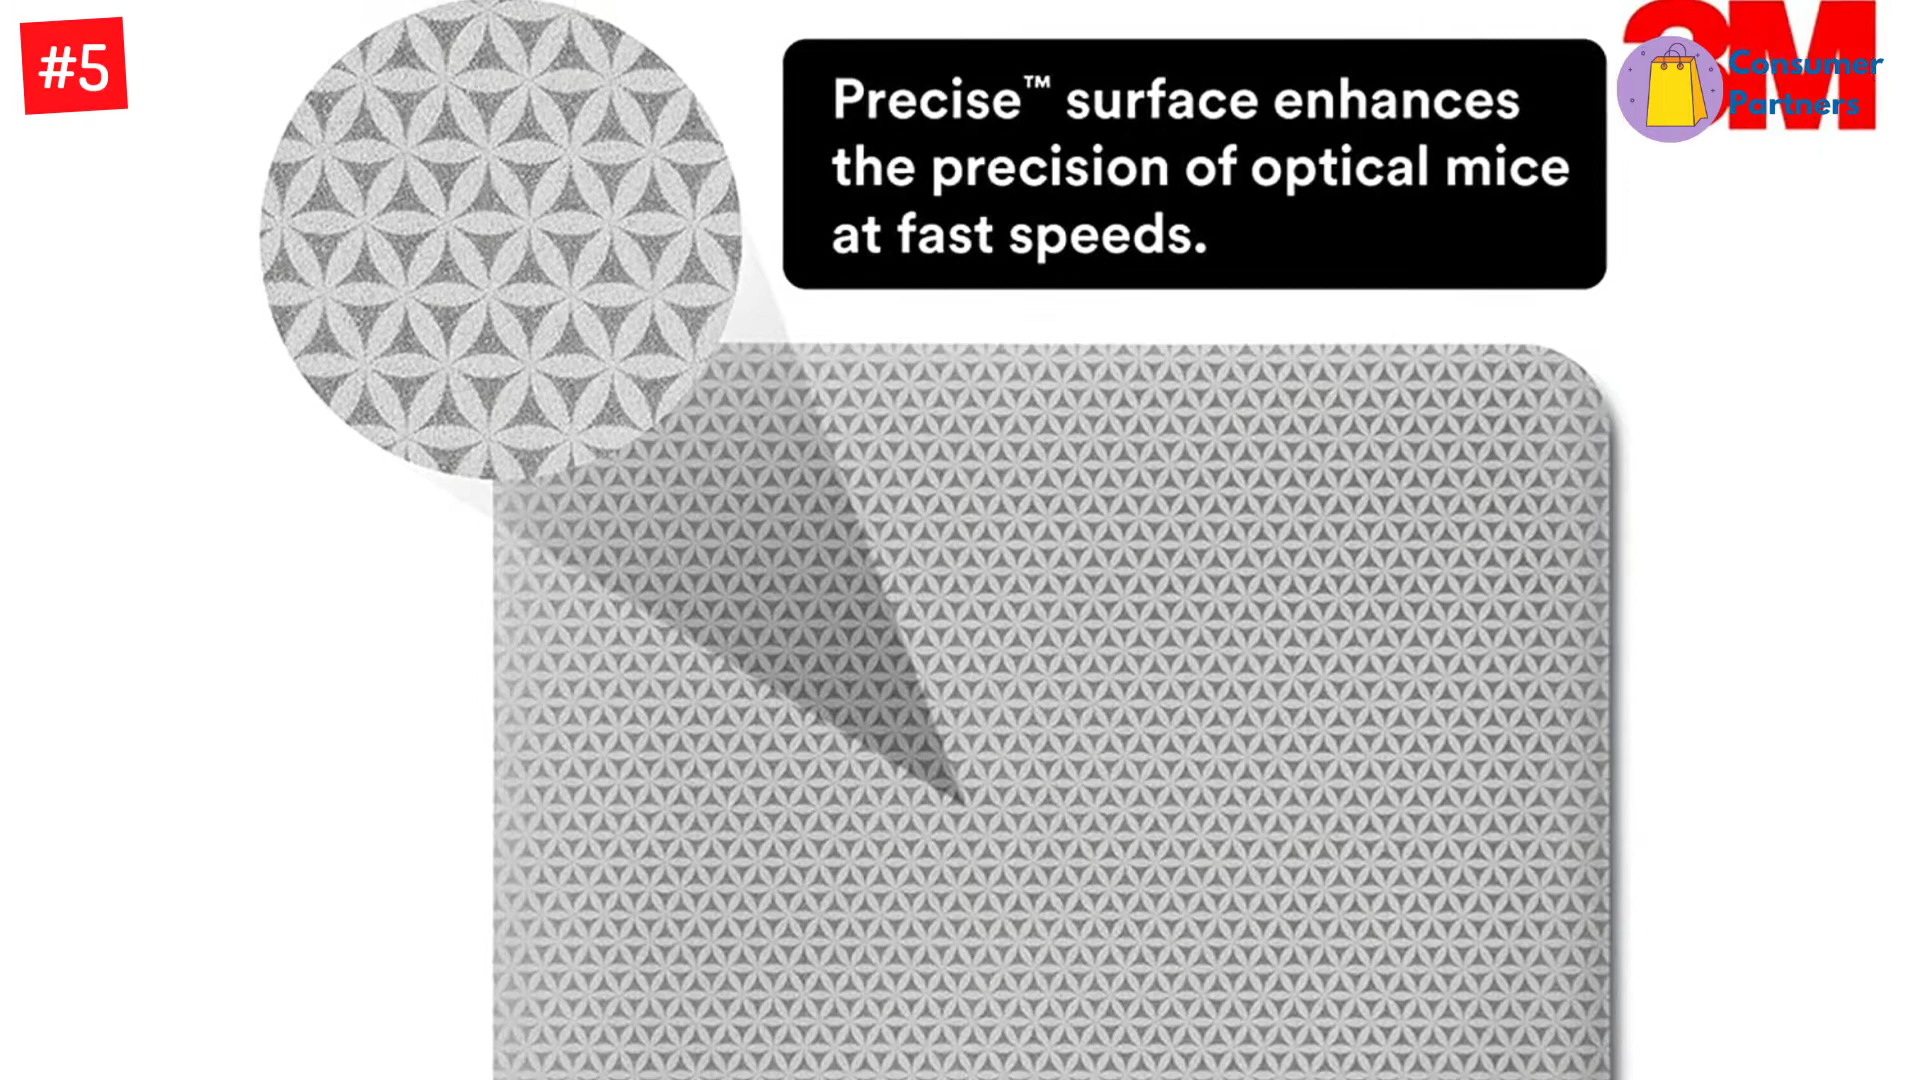 #5
Precise™ surface enhances
the precision of optical mice
at fast speeds.
3M
Consumer
Partners